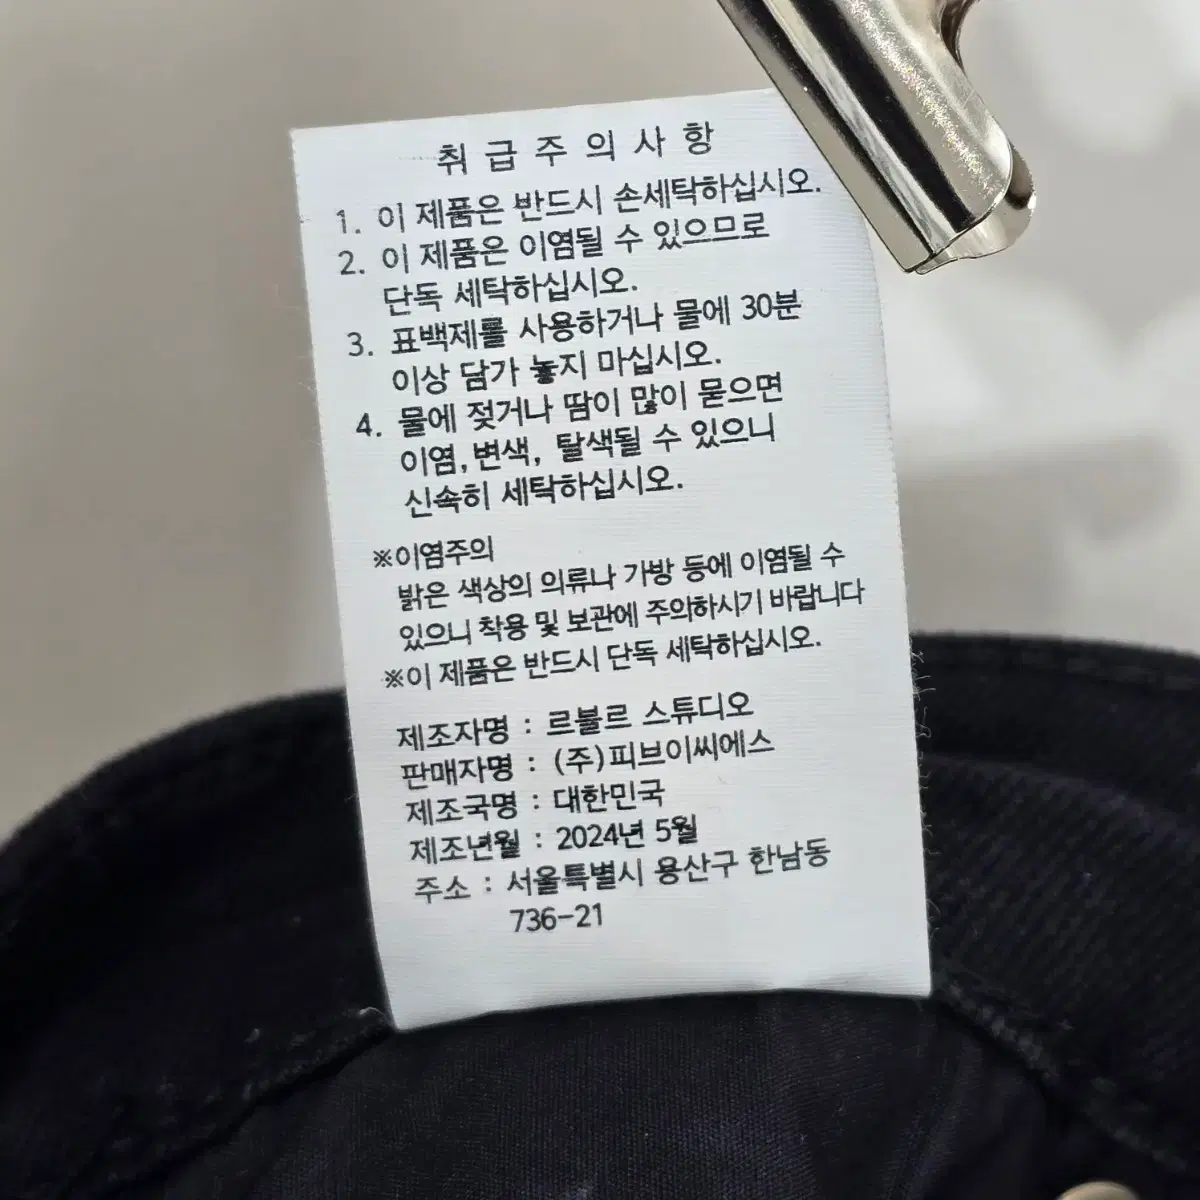 취급주의사항
1. 이 제품은 반드시 손세탁하십시오.
2. 이 제품은 이염될 수 있으므로
단독 세탁하십시오.
3. 표백제를 사용하거나 물에 30분
이상 담가 놓지 마십시오.
4. 물에 젖거나 땀이 많이 묻으면
이염,변색, 탈색될 수 있으니
신속히 세탁하십시오.
※이염주의
밝은 색상의 의류나 가방 등에 이염될 수
있으니 착용 및 보관에 주의하시기 바랍니다
※이 제품은 반드시 단독 세탁하십시오.
제조자명 : 르불르 스튜디오
판매자명 : (주)피브이씨에스
제조국명 : 대한민국
제조년월 : 2024년 5월
주소 : 서울특별시 용산구 한남동
736-21